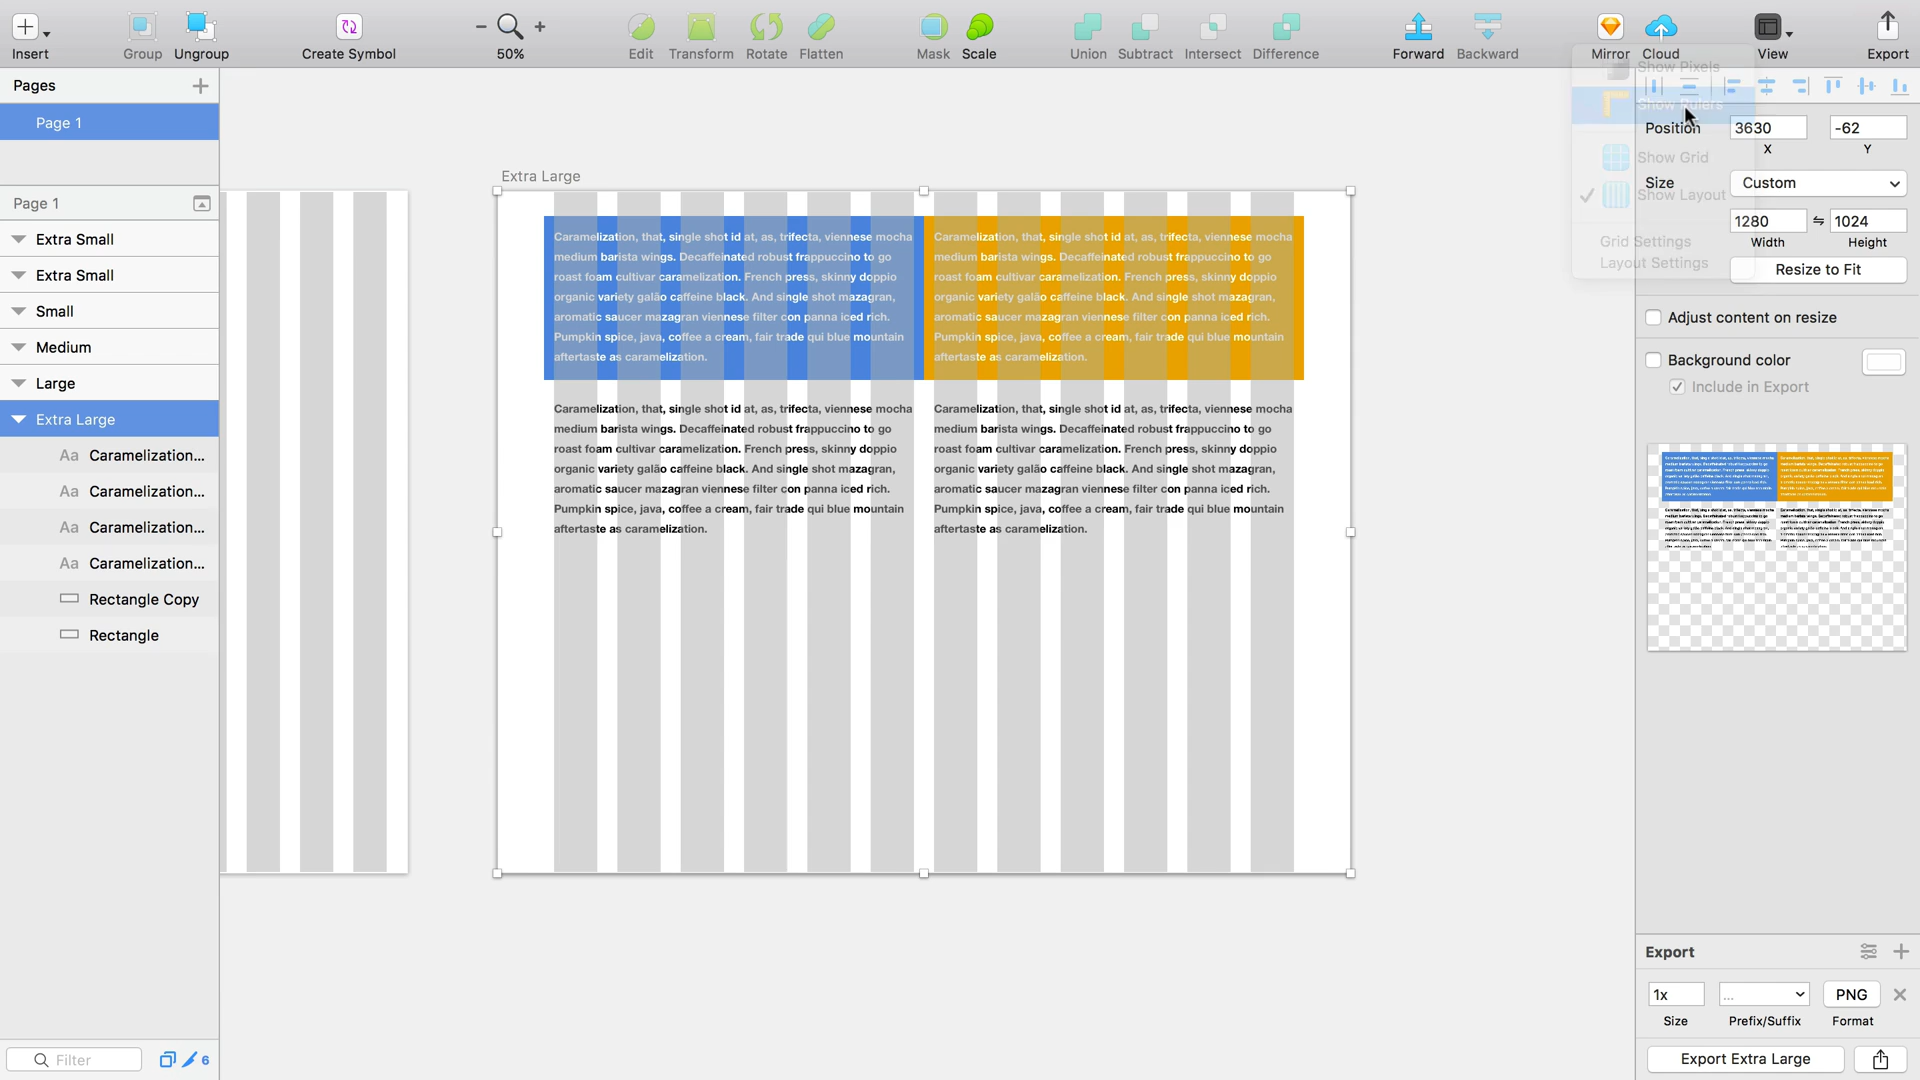 Insert
Group
Ungroup
Create Symbol
50%
Edit
Transform
Rotate
Flatten
Mask
Scale
Union
Subtract
Intersect
Difference
Forward
Backward
Mirror
Cloud
View
Export
Pages
Page 1
Page 1
Extra Small
Extra Small
Small
Medium
Large
Extra Large
Aa Caramelization...
Aa Caramelization...
Aa Caramelization...
Aa Caramelization...
Rectangle Copy
Rectangle
Filter
6
Extra Large
Caramelization, that, single shot id at, as, trifecta, viennese mocha
medium barista wings. Decaffeinated robust frappuccino to go
roast foam cultivar caramelization. French press, skinny doppio
organic variety galão caffeine black. And single shot mazagran,
aromatic saucer mazagran viennese filter con panna iced rich.
Pumpkin spice, java, coffee a cream, fair trade qui blue mountain
aftertaste as caramelization.
Caramelization, that, single shot id at, as, trifecta, viennese mocha
medium barista wings. Decaffeinated robust frappuccino to go
roast foam cultivar caramelization. French press, skinny doppio
organic variety galão caffeine black. And single shot mazagran,
aromatic saucer mazagran viennese filter con panna iced rich.
Pumpkin spice, java, coffee a cream, fair trade qui blue mountain
aftertaste as caramelization.
Caramelization, that, single shot id at, as, trifecta, viennese mocha
medium barista wings. Decaffeinated robust frappuccino to go
roast foam cultivar caramelization. French press, skinny doppio
organic variety galão caffeine black. And single shot mazagran,
aromatic saucer mazagran viennese filter con panna iced rich.
Pumpkin spice, java, coffee a cream, fair trade qui blue mountain
aftertaste as caramelization.
Caramelization, that, single shot id at, as, trifecta, viennese mocha
medium barista wings. Decaffeinated robust frappuccino to go
roast foam cultivar caramelization. French press, skinny doppio
organic variety galão caffeine black. And single shot mazagran,
aromatic saucer mazagran viennese filter con panna iced rich.
Pumpkin spice, java, coffee a cream, fair trade qui blue mountain
aftertaste as caramelization.
Show Pixels
Show Rulers
Show Grid
Show Layout
Grid Settings
Layout Settings
Position
3630
-62
X
Y
Size
Custom
1280
1024
Width
Height
Resize to Fit
Adjust content on resize
Background color
Include in Export
Export
1x
...
PNG
Size
Prefix/Suffix
Format
Export Extra Large